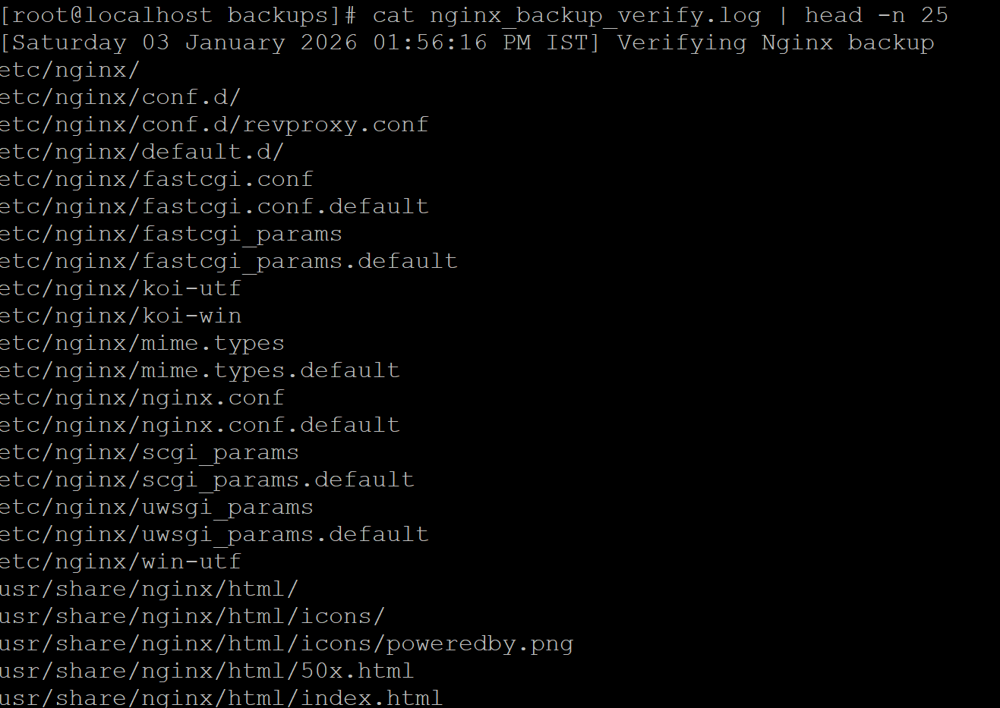 [root@localhost backups]# cat nginx_backup_verify.log | head -n 25
[Saturday 03 January 2026 01:56:16 PM IST] Verifying Nginx backup
etc/nginx/
etc/nginx/conf.d/
etc/nginx/conf.d/revproxy.conf
etc/nginx/default.d/
etc/nginx/fastcgi.conf
etc/nginx/fastcgi.conf.default
etc/nginx/fastcgi_params
etc/nginx/fastcgi_params.default
etc/nginx/koi-utf
etc/nginx/koi-win
etc/nginx/mime.types
etc/nginx/mime.types.default
etc/nginx/nginx.conf
etc/nginx/nginx.conf.default
etc/nginx/scgi_params
etc/nginx/scgi_params.default
etc/nginx/uwsgi_params
etc/nginx/uwsgi_params.default
etc/nginx/win-utf
usr/share/nginx/html/
usr/share/nginx/html/icons/
usr/share/nginx/html/icons/poweredby.png
usr/share/nginx/html/50x.html
usr/share/nginx/html/index.html